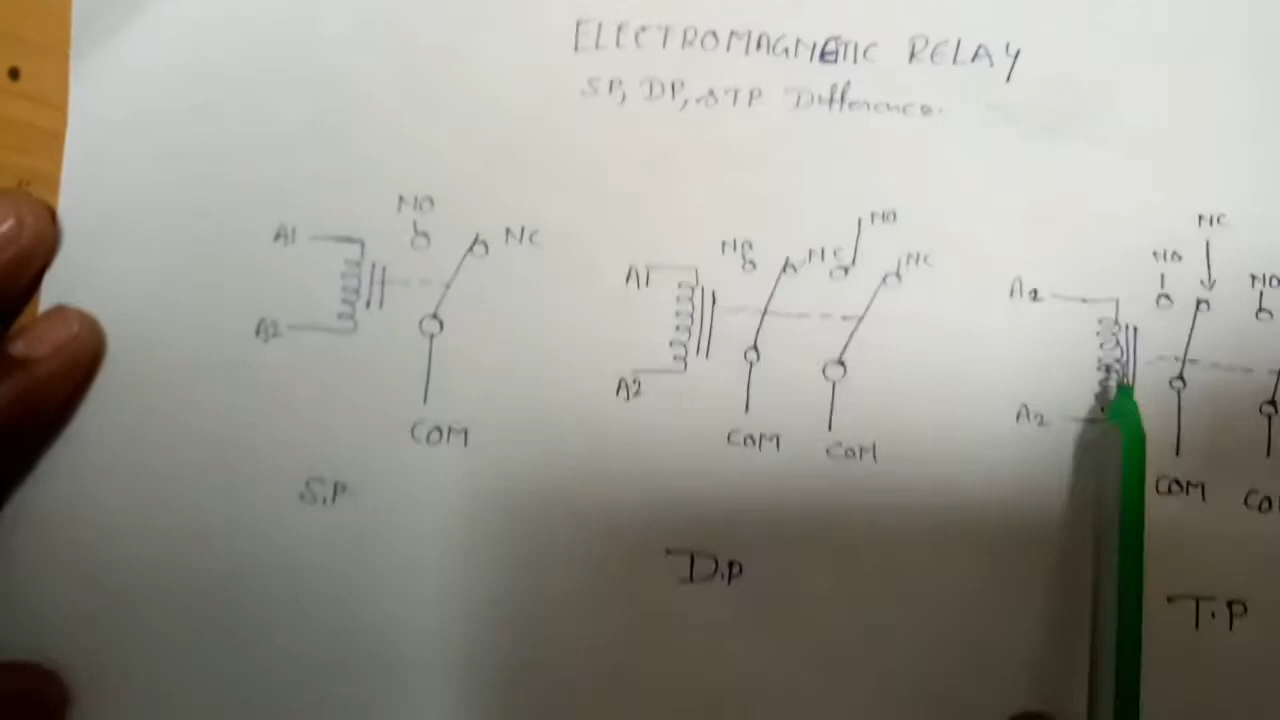 ELECTROMAGNETIC RELAY
SP, DP, &TP Difference.
A1
A2
NO
NC
COM
S.P
A1
A2
NO
NC
NO
NC
COM
COM
D.P
A2
A2
NO
NC
NO
COM
CO
T.P